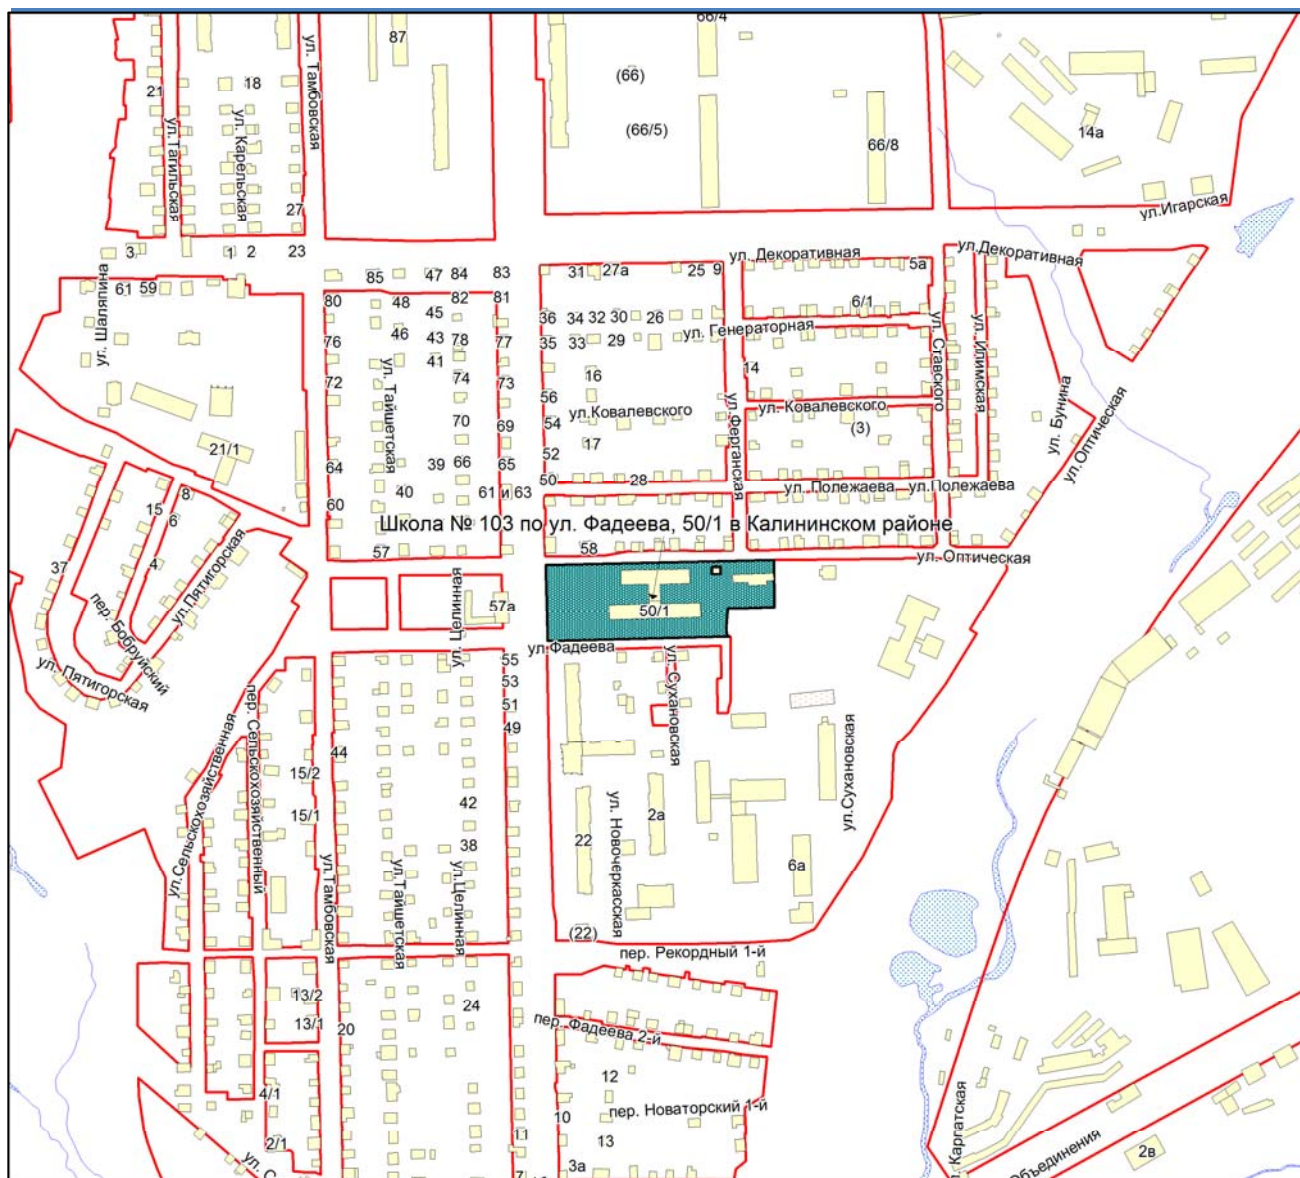 66/4
87
(66)
18
21
ул. Тамбовская
(66/5)
66/8
14а
ул. Тагильская
ул. Карельская
27
ул.Игарская
3
1
2
23
ул. Декоративная
ул.Декоративная
61
59
ул. Шаляпина
85
47
84
83
31
27а
25
9
5а
80
48
82
81
45
6/1
36
34
32
30
26
ул. Генераторная
ул. Ставского
ул. Илимская
76
46
43
78
77
35
33
29
41
72
ул. Тайшетская
74
73
16
14
56
ул.Ковалевского
ул. Ферганская
ул. Ковалевского
(3)
ул. Бунина
ул.Оптическая
70
69
54
17
21/1
64
39
66
65
52
50
28
60
40
61 и 63
ул. Полежаева
ул.Полежаева
8
15
6
Школа № 103 по ул. Фадеева, 50/1 в Калининском районе
57
58
ул. Оптическая
37
4
ул.Пятигорская
пер. Бобруйский
ул. Пятигорская
ул. Целинная
57а
50/1
ул.Фадеева
55
53
51
49
ул. Сухановская
ул.Сухановская
ул.Сельскохозяйственная
пер. Сельскохозяйственный
44
15/2
15/1
42
38
22
ул. Новочеркасская
2а
6а
ул.Тамбовская
ул.Тайшетская
ул.Целинная
(22)
пер. Рекордный 1-й
13/2
13/1
20
24
пер. Фадеева 2-й
12
4/1
10
пер. Новаторский 1-й
11
13
2/1
3а
7
ул. С
Каргатская
Объединения
2в